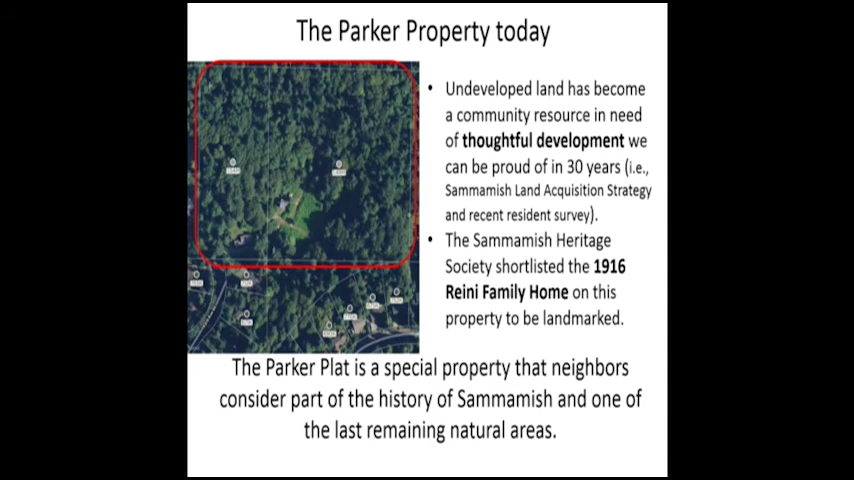 The Parker Property today
• Undeveloped land has become
a community resource in need
of thoughtful development we
can be proud of in 30 years (i.e.,
Sammamish Land Acquisition Strategy
and recent resident survey).
• The Sammamish Heritage
Society shortlisted the 1916
Reini Family Home on this
property to be landmarked.
The Parker Plat is a special property that neighbors
consider part of the history of Sammamish and one of
the last remaining natural areas.